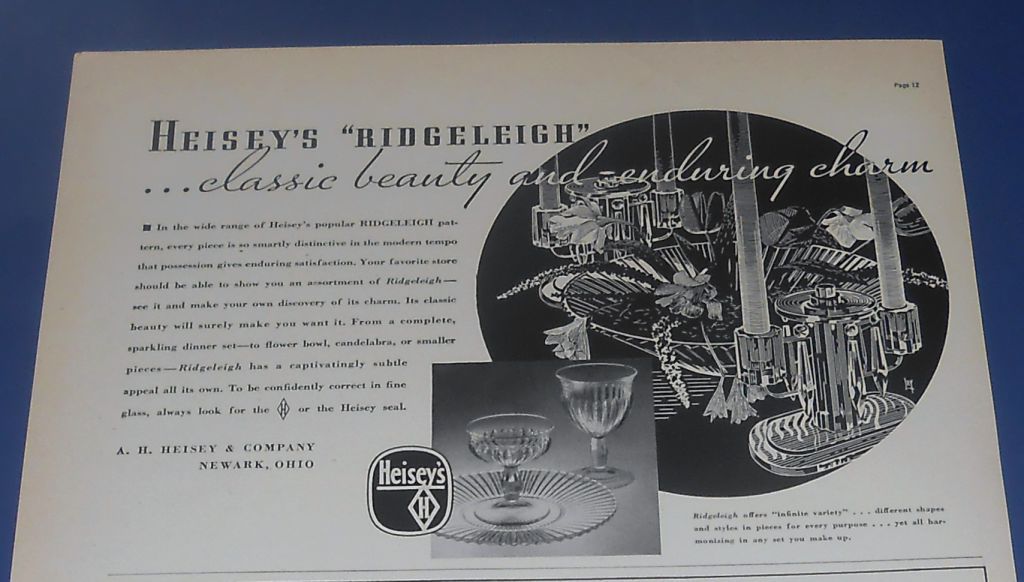 Page 12
HEISEY'S "RIDGELEIGH"
...classic beauty and enduring charm
■ In the wide range of Heisey's popular RIDGELEIGH pat-
tern, every piece is so smartly distinctive in the modern tempo
that possession gives enduring satisfaction. Your favorite store
should be able to show you an assortment of Ridgeleigh—
see it and make your own discovery of its charm. Its classic
beauty will surely make you want it. From a complete,
sparkling dinner set—to flower bowl, candelabra, or smaller
pieces—Ridgeleigh has a captivatingly subtle
appeal all its own. To be confidently correct in fine
glass, always look for the H or the Heisey seal.
A. H. HEISEY & COMPANY
NEWARK, OHIO
Heisey's
H
Ridgeleigh offers "infinite variety" . . . different shapes
and styles in pieces for every purpose . . . yet all har-
monizing in any set you make up.